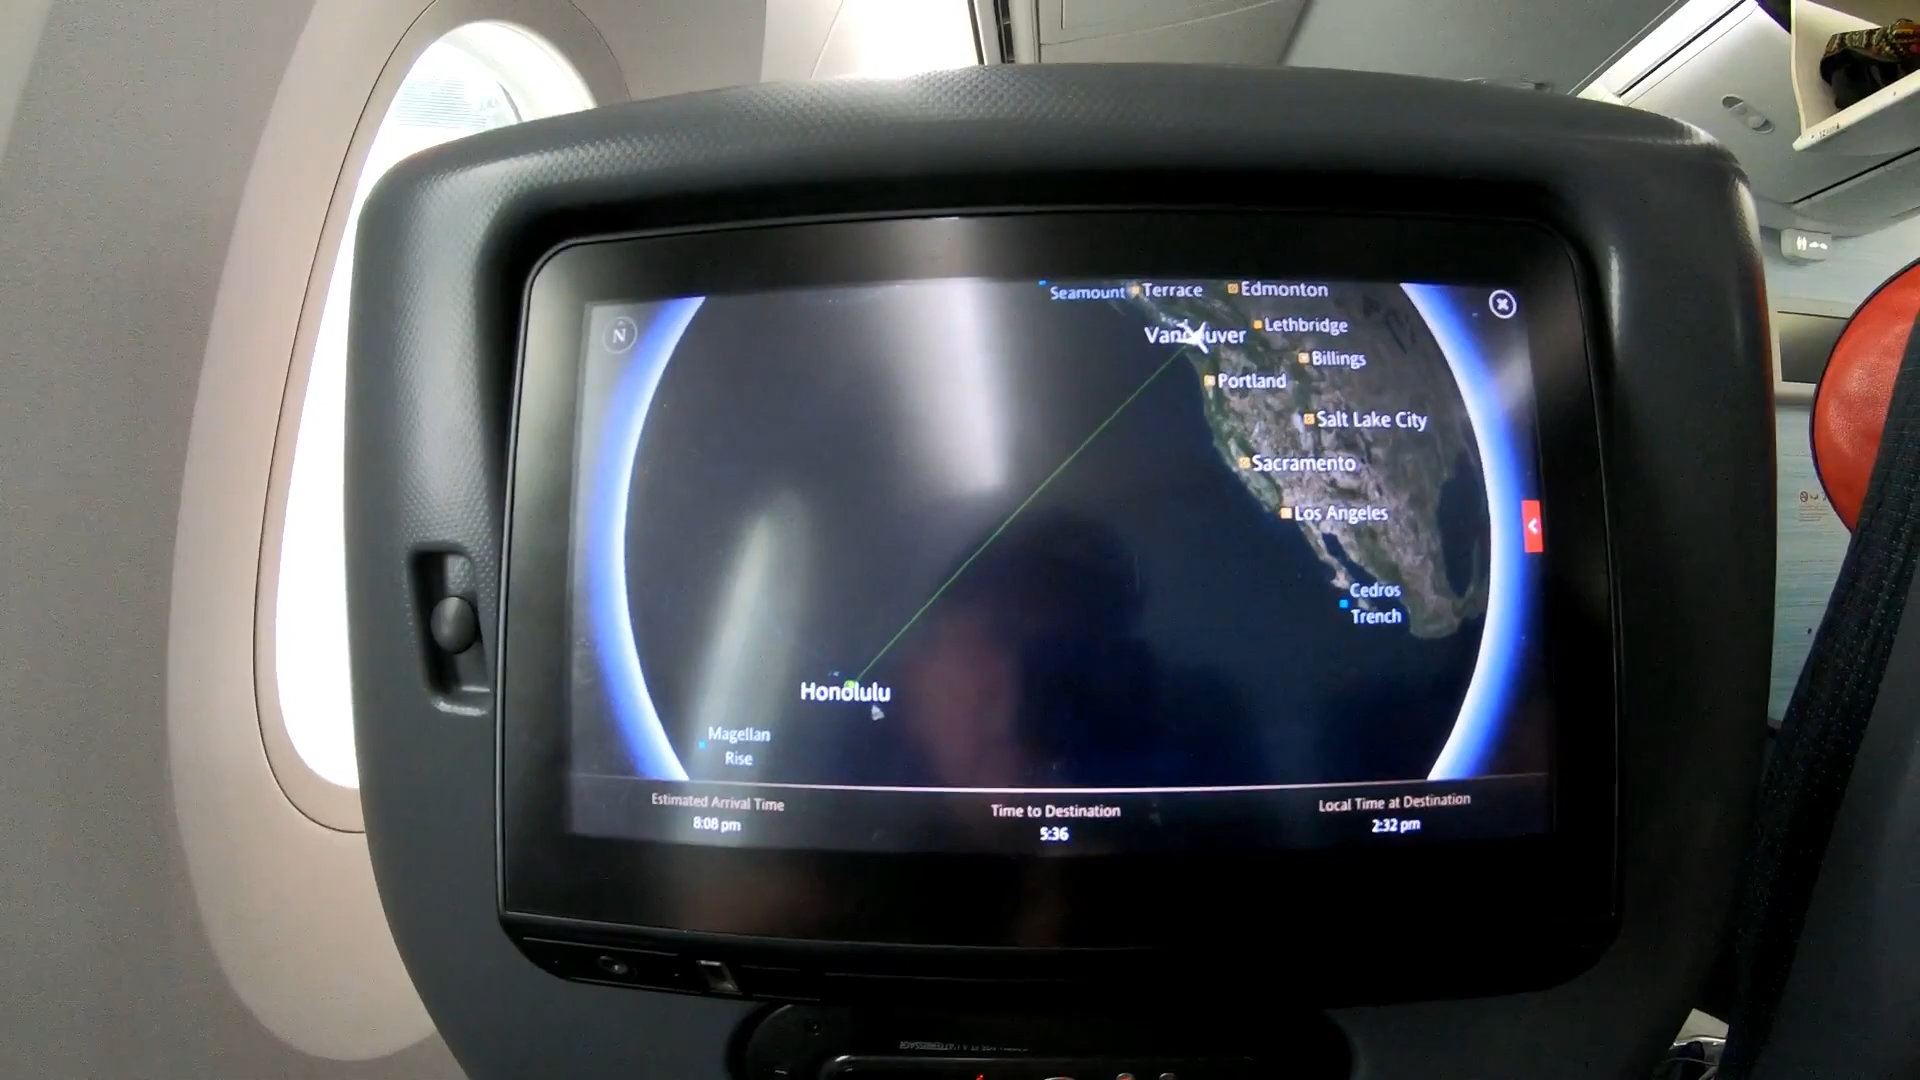 Seamount
Terrace
Edmonton
N
Vancouver
Lethbridge
Billings
Portland
Salt Lake City
Sacramento
Los Angeles
Cedros
Trench
Honolulu
Magellan
Rise
Estimated Arrival Time
8:08 pm
Time to Destination
5:36
Local Time at Destination
2:32 pm